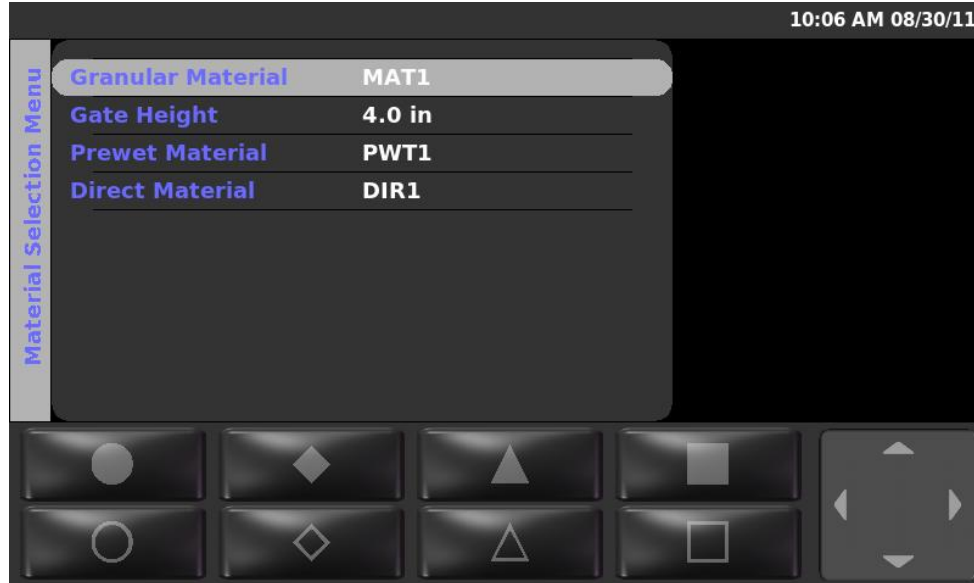 10:06 AM 08/30/11
Material Selection Menu
Granular Material MAT1
Gate Height 4.0 in
Prewet Material PWT1
Direct Material DIR1